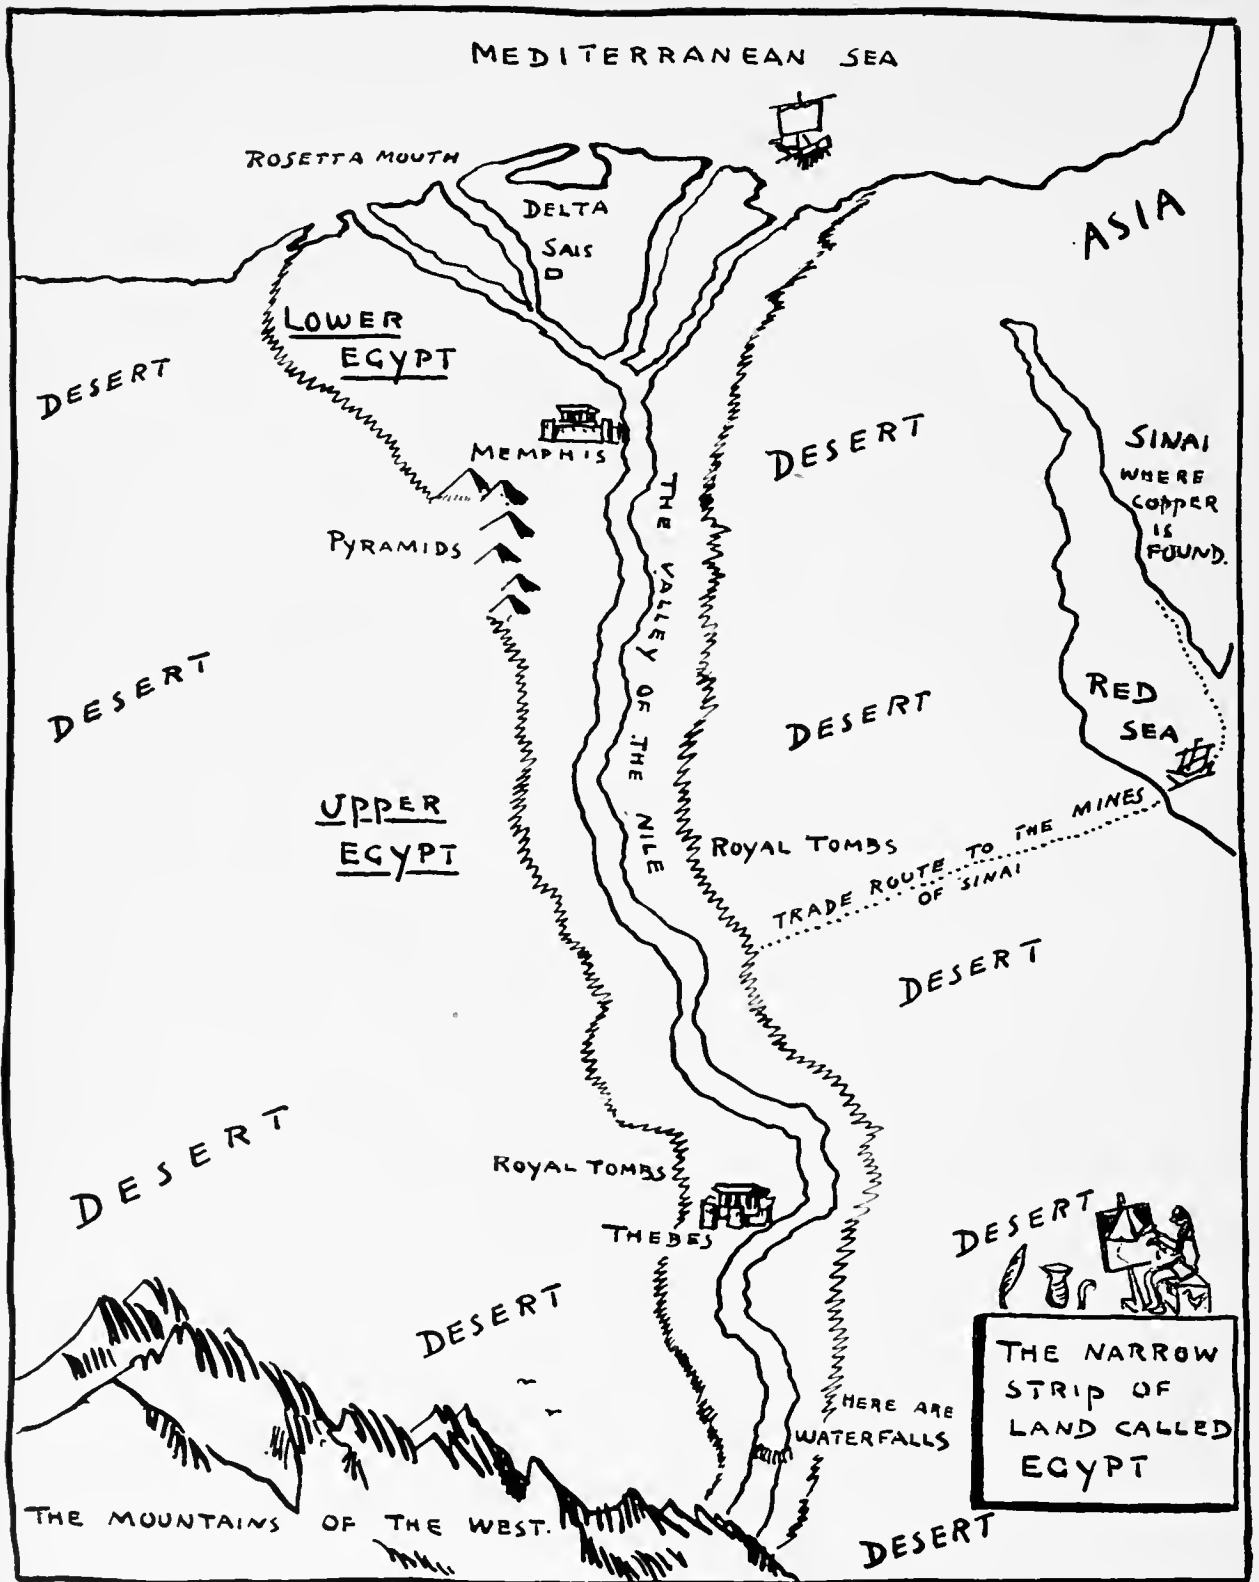 MEDITERRANEAN SEA
ROSETTA MOUTH
DELTA
SAIS
ASIA
LOWER
EGYPT
DESERT
MEMPHIS
DESERT
SINAI
WHERE
COPPER
IS
FOUND.
PYRAMIDS
THE VALLEY OF THE NILE
DESERT
DESERT
RED
SEA
UPPER
EGYPT
ROYAL TOMBS
TRADE ROUTE TO THE MINES
OF SINAI
DESERT
DESERT
ROYAL TOMBS
THEBES
DESERT
DESERT
THE NARROW
STRIP OF
LAND CALLED
EGYPT
HERE ARE
WATERFALLS
THE MOUNTAINS OF THE WEST.
DESERT